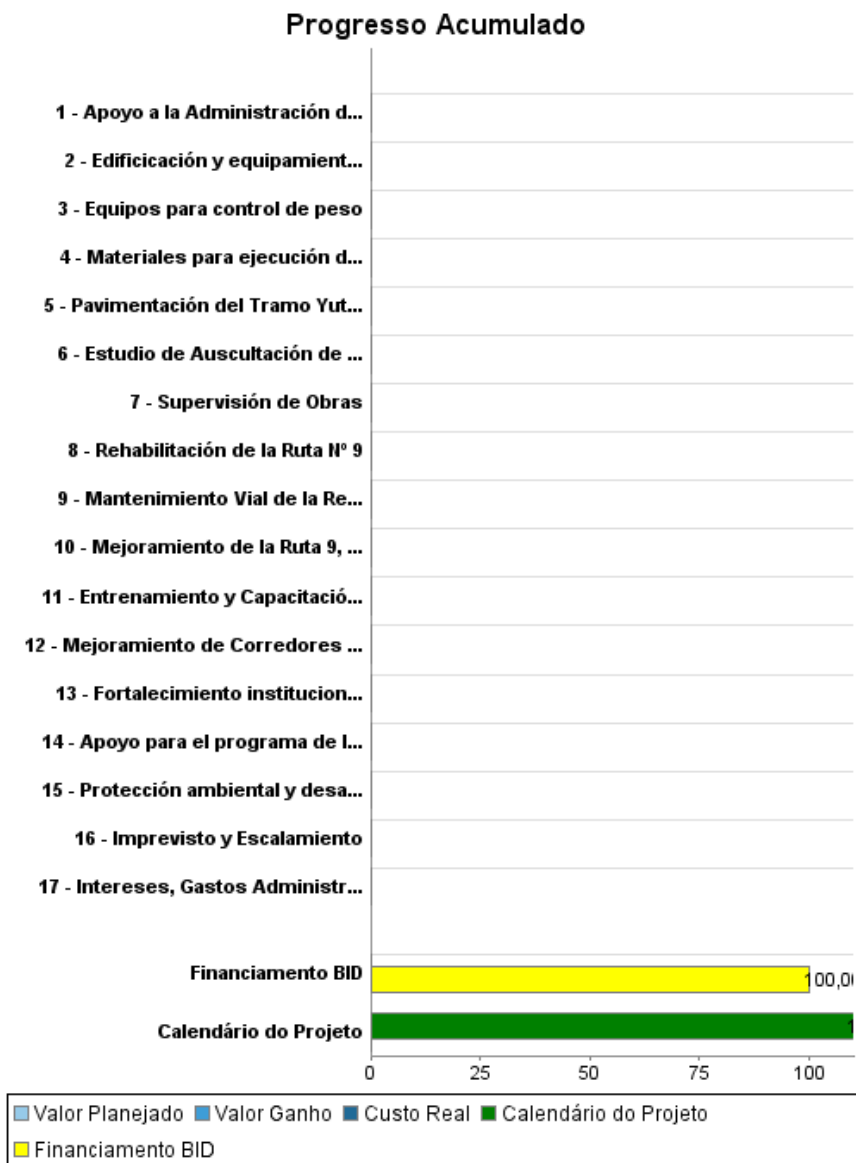 Progresso Acumulado
1 - Apoyo a la Administración d...
2 - Edificicación y equipamient...
3 - Equipos para control de peso
4 - Materiales para ejecución d...
5 - Pavimentación del Tramo Yut...
6 - Estudio de Auscultación de ...
7 - Supervisión de Obras
8 - Rehabilitación de la Ruta Nº 9
9 - Mantenimiento Vial de la Re...
10 - Mejoramiento de la Ruta 9, ...
11 - Entrenamiento y Capacitació...
12 - Mejoramiento de Corredores ...
13 - Fortalecimiento institucion...
14 - Apoyo para el programa de I...
15 - Protección ambiental y desa...
16 - Imprevisto y Escalamiento
17 - Intereses, Gastos Administr...
Financiamento BID 100,0
Calendário do Projeto 1
0 25 50 75 100
Valor Planejado Valor Ganho Custo Real Calendário do Projeto
Financiamento BID